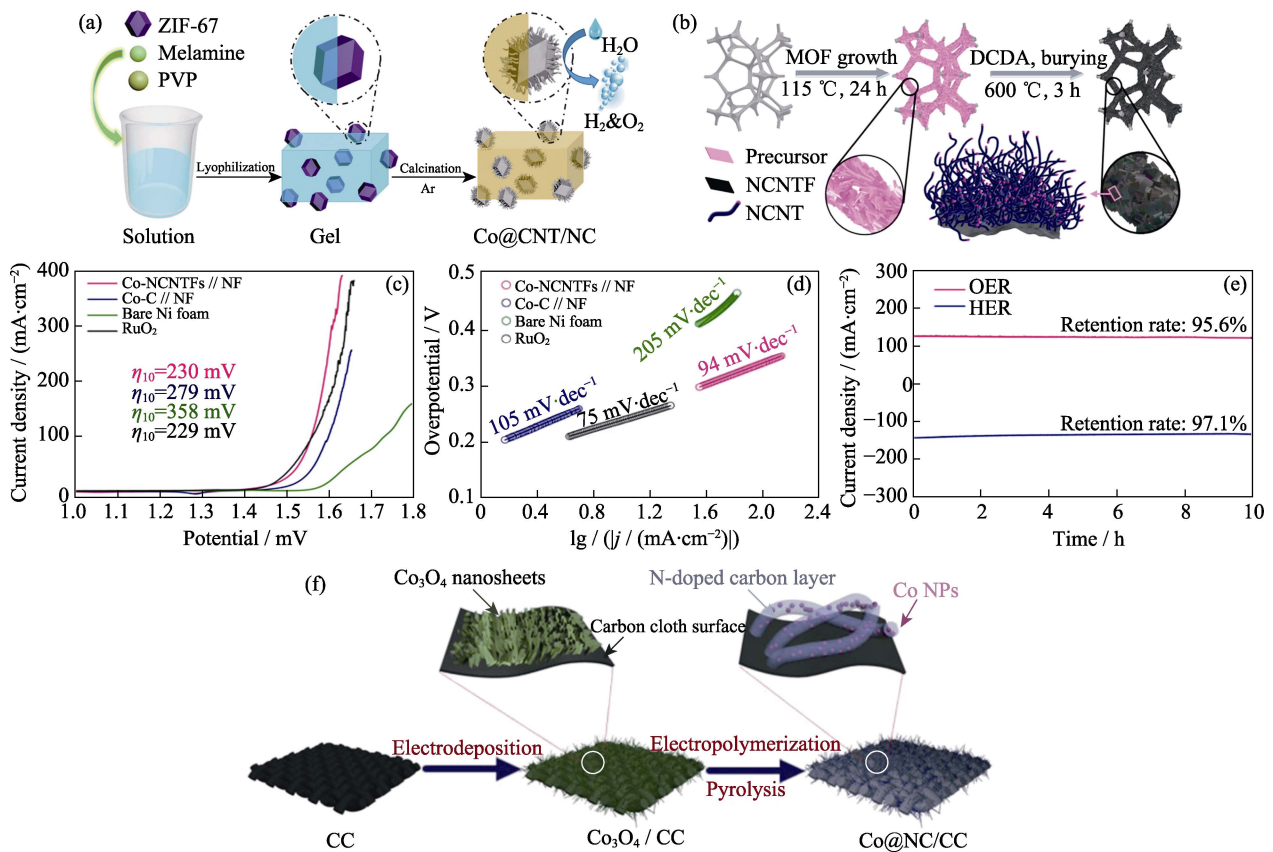 (a)
ZIF-67
Melamine
PVP
Solution
Lyophilization
Gel
Calcination
Ar
H₂O
H₂&O₂
Co@CNT/NC
(b)
MOF growth
115 ℃, 24 h
DCDA, burying
600 ℃, 3 h
Precursor
NCNTF
NCNT
(c)
Co-NCNTFs // NF
Co-C // NF
Bare Ni foam
RuO₂
η₁₀=230 mV
η₁₀=279 mV
η₁₀=358 mV
η₁₀=229 mV
Current density / (mA·cm⁻²)
400
300
200
100
0
1.0 1.1 1.2 1.3 1.4 1.5 1.6 1.7 1.8
Potential / mV
(d)
Co-NCNTFs // NF
Co-C // NF
Bare Ni foam
RuO₂
205 mV·dec⁻¹
94 mV·dec⁻¹
105 mV·dec⁻¹
75 mV·dec⁻¹
Overpotential / V
0.5
0.4
0.3
0.2
0.1
0 0.4 0.8 1.2 1.6 2.0 2.4
lg / (|j / (mA·cm⁻²)|)
(e)
OER
HER
Retention rate: 95.6%
Retention rate: 97.1%
Current density / (mA·cm⁻²)
300
200
100
0
−100
−200
−300
0 2 4 6 8 10
Time / h
(f)
Co₃O₄ nanosheets
Carbon cloth surface
N-doped carbon layer
Co NPs
Electrodeposition
Electropolymerization
Pyrolysis
CC
Co₃O₄ / CC
Co@NC/CC